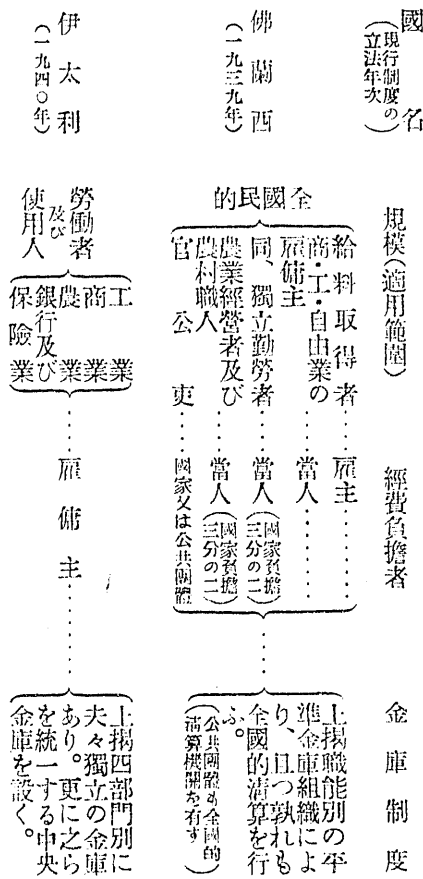 國名
(現行制度の
立法年次)
規模(適用範圍)
經費負擔者
金庫制度
佛蘭西
(一九三九年)
全國民的
給料取得者……雇主……
商・工・自由業の
雇傭主……當人……
同、獨立勤勞者……當人(國家負擔
三分の二)
農業經營者及び
農村職人……當人(國家負擔
三分の二)
官公吏……國家又は公共團體
……
上揭職能別の平
準金庫組織によ
り、且つ孰れも
全國的淸算を行
ふ。
(公共團體も全國的
淸算機關を有す)
伊太利
(一九四〇年)
勞働者
及び
使用人
工業
商業
農業
銀行及び
保險業
……雇傭主……
上揭四部門別に
夫々獨立の金庫
あり。更に之ら
を統一する中央
金庫を設く。